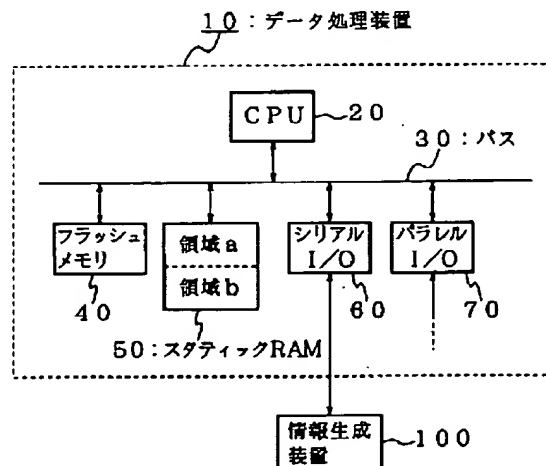 10：データ処理装置
CPU
20
30：バス
フラッシュ
メモリ
領域a
領域b
シリアル
I／O
パラレル
I／O
40
60
70
50：スタティックRAM
情報生成
装置
100